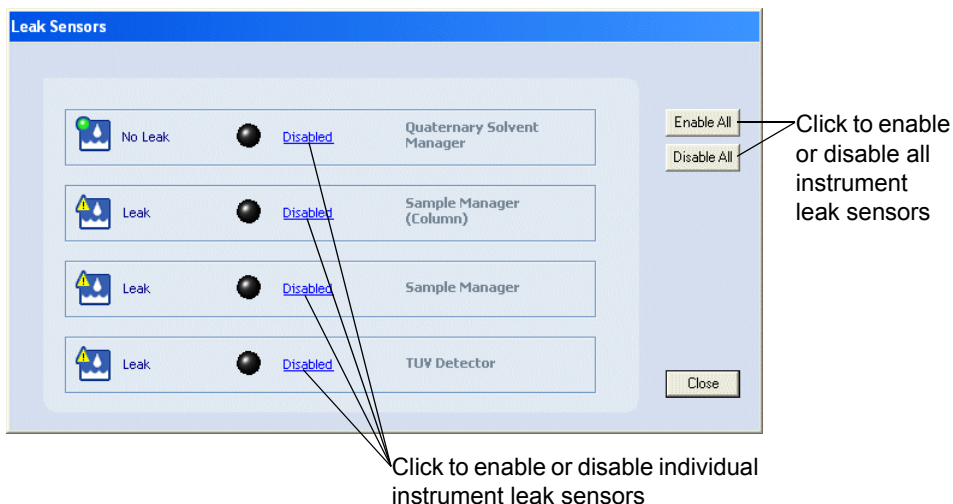 Leak Sensors
No Leak Disabled Quaternary Solvent
Manager
Leak Disabled Sample Manager
(Column)
Leak Disabled Sample Manager
Leak Disabled TUV Detector
Enable All
Disable All
Close
Click to enable
or disable all
instrument
leak sensors
Click to enable or disable individual
instrument leak sensors